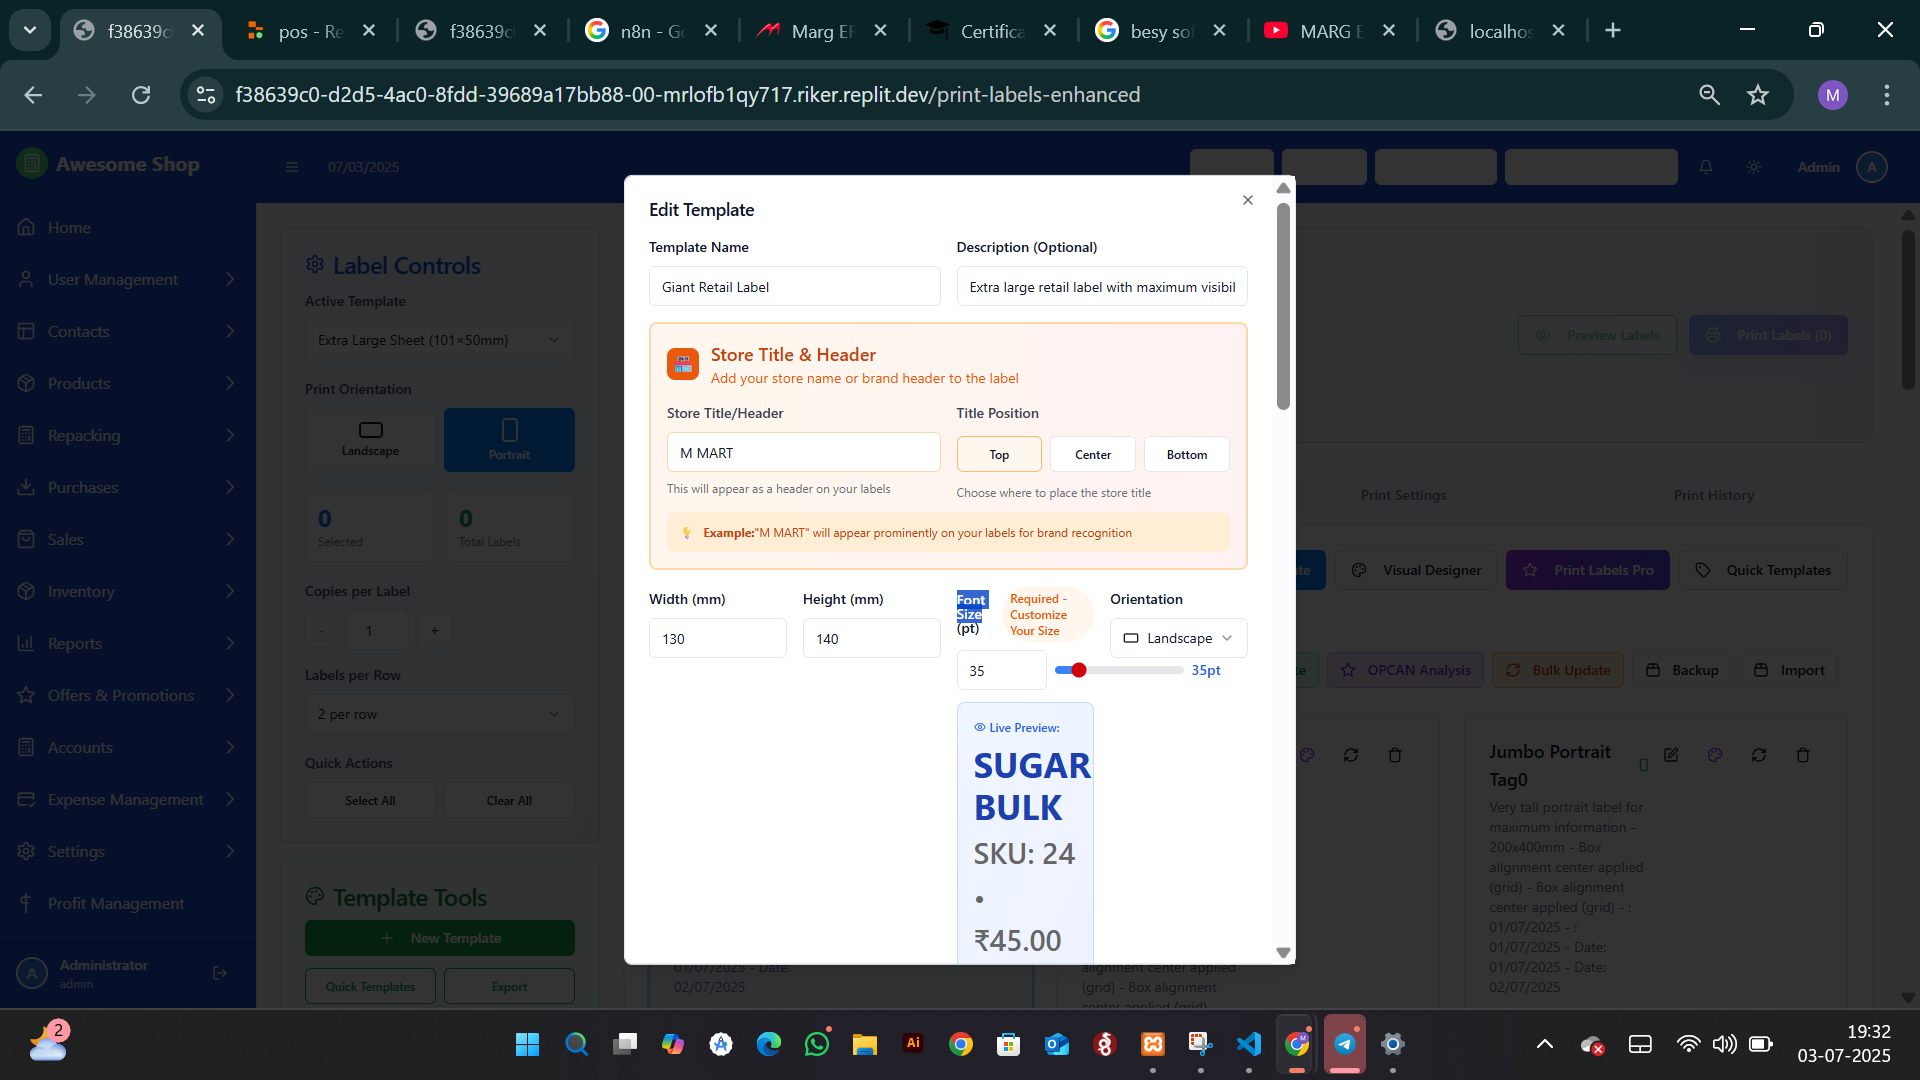 f38639c
pos - Re
f38639c
n8n - Go
Marg ER
Certifica
besy sof
MARG E
localhos
f38639c0-d2d5-4ac0-8fdd-39689a17bb88-00-mrlofb1qy717.riker.replit.dev/print-labels-enhanced
M
Awesome Shop
07/03/2025
Admin
A
Home
User Management
Contacts
Products
Repacking
Purchases
Sales
Inventory
Reports
Offers & Promotions
Accounts
Expense Management
Settings
Profit Management
A
Administrator
admin
Label Controls
Active Template
Extra Large Sheet (101×50mm)
Print Orientation
Landscape
Portrait
0
Selected
0
Total Labels
Copies per Label
-
1
+
Labels per Row
2 per row
Quick Actions
Select All
Clear All
Template Tools
+ New Template
Quick Templates
Export
Edit Template
Template Name
Description (Optional)
Giant Retail Label
Extra large retail label with maximum visibil
Store Title & Header
Add your store name or brand header to the label
Store Title/Header
Title Position
M MART
Top
Center
Bottom
This will appear as a header on your labels
Choose where to place the store title
Example:"M MART" will appear prominently on your labels for brand recognition
Width (mm)
130
Height (mm)
140
Font
Size
(pt)
Required -
Customize
Your Size
Orientation
Landscape
35
35pt
Live Preview:
SUGAR
BULK
SKU: 24
•
₹45.00
Preview Labels
Print Labels (0)
Print Settings
Print History
Visual Designer
Print Labels Pro
Quick Templates
OPCAN Analysis
Bulk Update
Backup
Import
Jumbo Portrait
Tag0
Very tall portrait label for
maximum information -
200x400mm - Box
alignment center applied
(grid) - Box alignment
center applied (grid) - :
01/07/2025 - :
01/07/2025 - Date:
01/07/2025 - Date:
02/07/2025
01/07/2025 - Date:
02/07/2025
alignment center applied
(grid) - Box alignment
center applied (grid)
2
Ai
19:32
03-07-2025